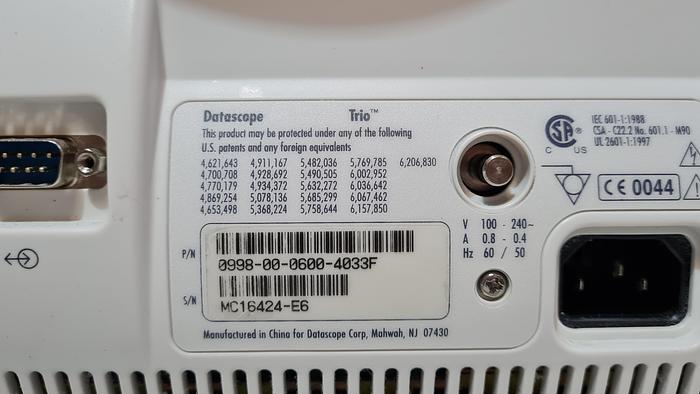 Datascope Trio™
This product may be protected under any of the following
U.S. patents and any foreign equivalents
4,621,643 4,911,167 5,482,036 5,769,785 6,206,830
4,700,708 4,928,692 5,490,505 6,002,952
4,770,179 4,934,372 5,632,272 6,036,642
4,869,254 5,078,136 5,685,299 6,067,462
4,653,498 5,368,224 5,758,644 6,157,850
P/N 0998-00-0600-4033F
S/N MC16424-E6
Manufactured in China for Datascope Corp, Mahwah, NJ 07430
CSA ®
C US
IEC 601-1:1988
CSA - C22.2 No. 601.1 - M90
UL 2601-1:1997
CE 0044
V 100 - 240~
A 0.8 - 0.4
Hz 60 / 50